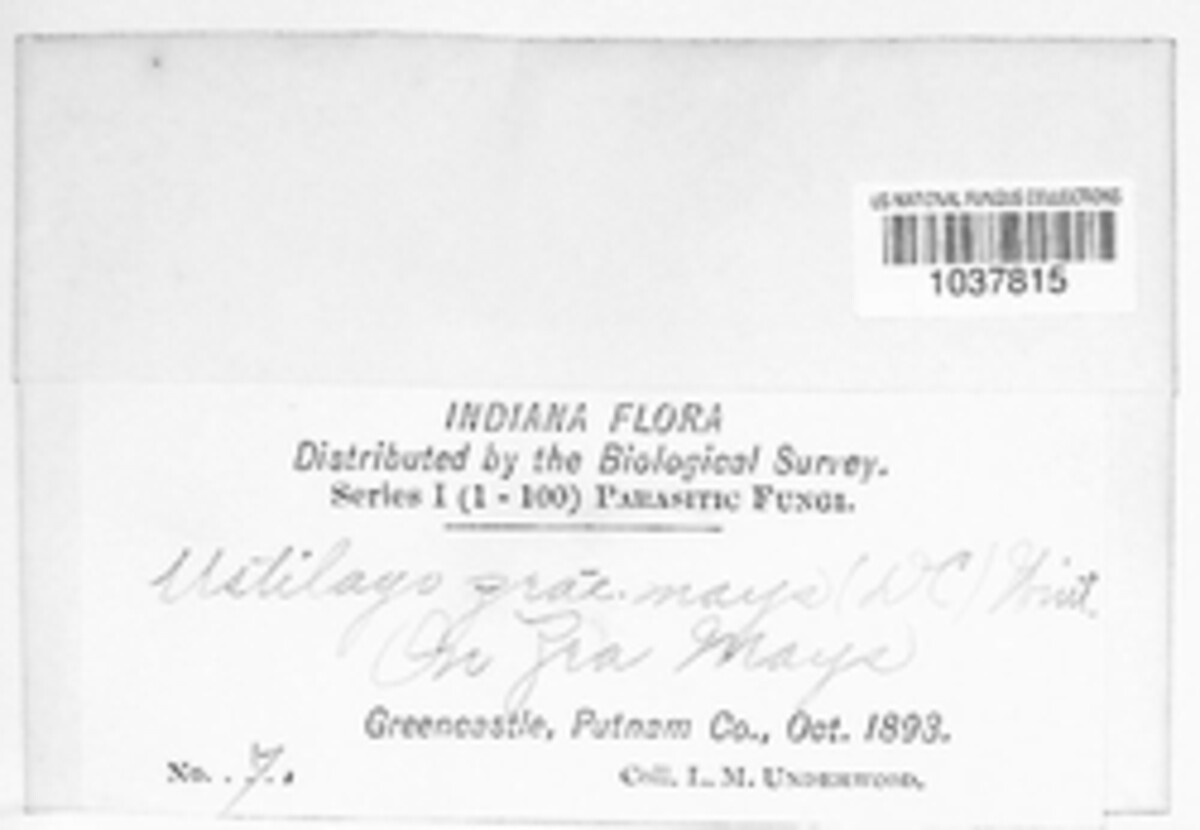 US NATIONAL FUNGUS COLLECTIONS
1037815
INDIANA FLORA
Distributed by the Biological Survey.
Series I (1 - 100) PARASITIC FUNGI.
Ustilago zeae-mays (DC) Wint.
On Zea Mays
Greencastle, Putnam Co., Oct. 1893.
No. . 7. .
Coll. L. M. UNDERWOOD.